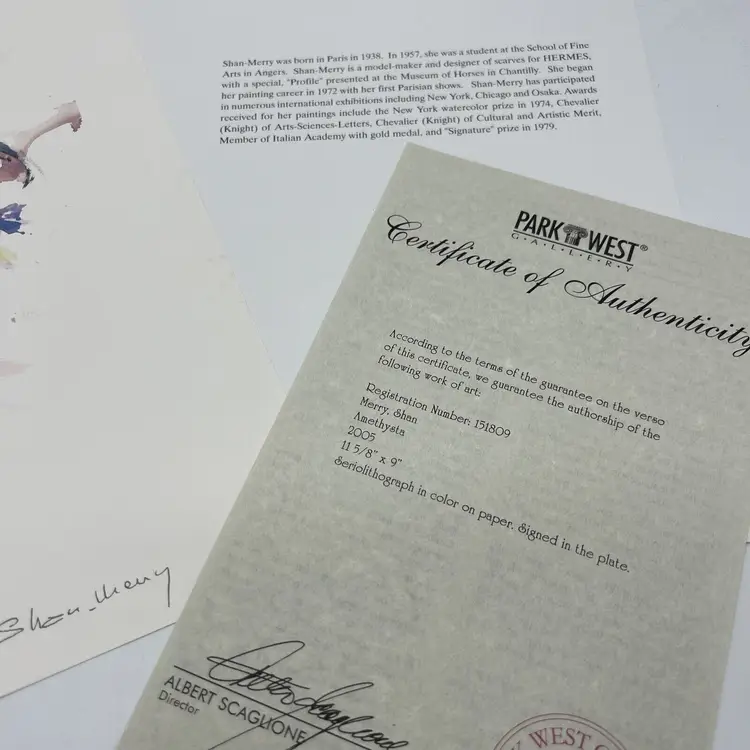 Shan-Merry was born in Paris in 1938. In 1957, she was a student at the School of Fine
Arts in Angers. Shan-Merry is a model-maker and designer of scarves for HERMES,
with a special, "Profile" presented at the Museum of Horses in Chantilly. She began
her painting career in 1972 with her first Parisian shows. Shan-Merry has participated
in numerous international exhibitions including New York, Chicago and Osaka. Awards
received for her paintings include the New York watercolor prize in 1974, Chevalier
(Knight) of Arts-Sciences-Letters, Chevalier (Knight) of Cultural and Artistic Merit,
Member of Italian Academy with gold medal, and "Signature" prize in 1979.
PARK WEST®
G·A·L·L·E·R·Y
Certificate of Authenticity
According to the terms of the guarantee on the verso
of this certificate, we guarantee the authorship of the
following work of art:
Registration Number: 151809
Merry, Shan
Amethysta
2005
11 5/8" x 9"
Seriolithograph in color on paper. Signed in the plate.
Shan-Merry
ALBERT SCAGLIONE
Director
WEST